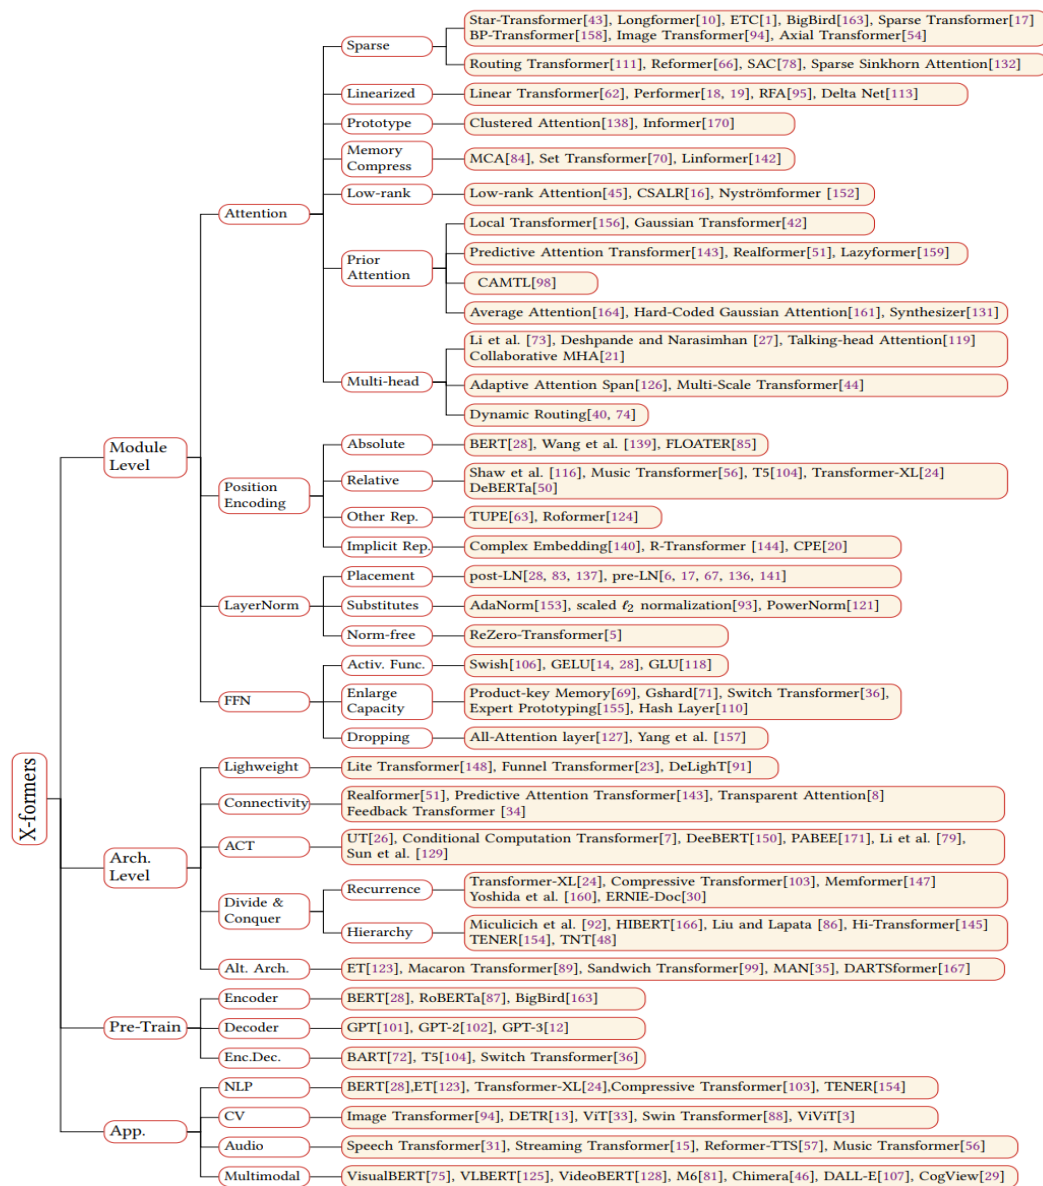 X-formers
Module
Level
Attention
Sparse
Star-Transformer[43], Longformer[10], ETC[1], BigBird[163], Sparse Transformer[17]
BP-Transformer[158], Image Transformer[94], Axial Transformer[54]
Routing Transformer[111], Reformer[66], SAC[78], Sparse Sinkhorn Attention[132]
Linearized
Linear Transformer[62], Performer[18, 19], RFA[95], Delta Net[113]
Prototype
Clustered Attention[138], Informer[170]
Memory
Compress
MCA[84], Set Transformer[70], Linformer[142]
Low-rank
Low-rank Attention[45], CSALR[16], Nyströmformer [152]
Prior
Attention
Local Transformer[156], Gaussian Transformer[42]
Predictive Attention Transformer[143], Realformer[51], Lazyformer[159]
CAMTL[98]
Average Attention[164], Hard-Coded Gaussian Attention[161], Synthesizer[131]
Multi-head
Li et al. [73], Deshpande and Narasimhan [27], Talking-head Attention[119]
Collaborative MHA[21]
Adaptive Attention Span[126], Multi-Scale Transformer[44]
Dynamic Routing[40, 74]
Position
Encoding
Absolute
BERT[28], Wang et al. [139], FLOATER[85]
Relative
Shaw et al. [116], Music Transformer[56], T5[104], Transformer-XL[24]
DeBERTa[50]
Other Rep.
TUPE[63], Roformer[124]
Implicit Rep.
Complex Embedding[140], R-Transformer [144], CPE[20]
LayerNorm
Placement
post-LN[28, 83, 137], pre-LN[6, 17, 67, 136, 141]
Substitutes
AdaNorm[153], scaled ℓ2 normalization[93], PowerNorm[121]
Norm-free
ReZero-Transformer[5]
FFN
Activ. Func.
Swish[106], GELU[14, 28], GLU[118]
Enlarge
Capacity
Product-key Memory[69], Gshard[71], Switch Transformer[36],
Expert Prototyping[155], Hash Layer[110]
Dropping
All-Attention layer[127], Yang et al. [157]
Arch.
Level
Lighweight
Lite Transformer[148], Funnel Transformer[23], DeLighT[91]
Connectivity
Realformer[51], Predictive Attention Transformer[143], Transparent Attention[8]
Feedback Transformer [34]
ACT
UT[26], Conditional Computation Transformer[7], DeeBERT[150], PABEE[171], Li et al. [79],
Sun et al. [129]
Divide &
Conquer
Recurrence
Transformer-XL[24], Compressive Transformer[103], Memformer[147]
Yoshida et al. [160], ERNIE-Doc[30]
Hierarchy
Miculicich et al. [92], HIBERT[166], Liu and Lapata [86], Hi-Transformer[145]
TENER[154], TNT[48]
Alt. Arch.
ET[123], Macaron Transformer[89], Sandwich Transformer[99], MAN[35], DARTSformer[167]
Pre-Train
Encoder
BERT[28], RoBERTa[87], BigBird[163]
Decoder
GPT[101], GPT-2[102], GPT-3[12]
Enc.Dec.
BART[72], T5[104], Switch Transformer[36]
App.
NLP
BERT[28],ET[123], Transformer-XL[24],Compressive Transformer[103], TENER[154]
CV
Image Transformer[94], DETR[13], ViT[33], Swin Transformer[88], ViViT[3]
Audio
Speech Transformer[31], Streaming Transformer[15], Reformer-TTS[57], Music Transformer[56]
Multimodal
VisualBERT[75], VLBERT[125], VideoBERT[128], M6[81], Chimera[46], DALL-E[107], CogView[29]